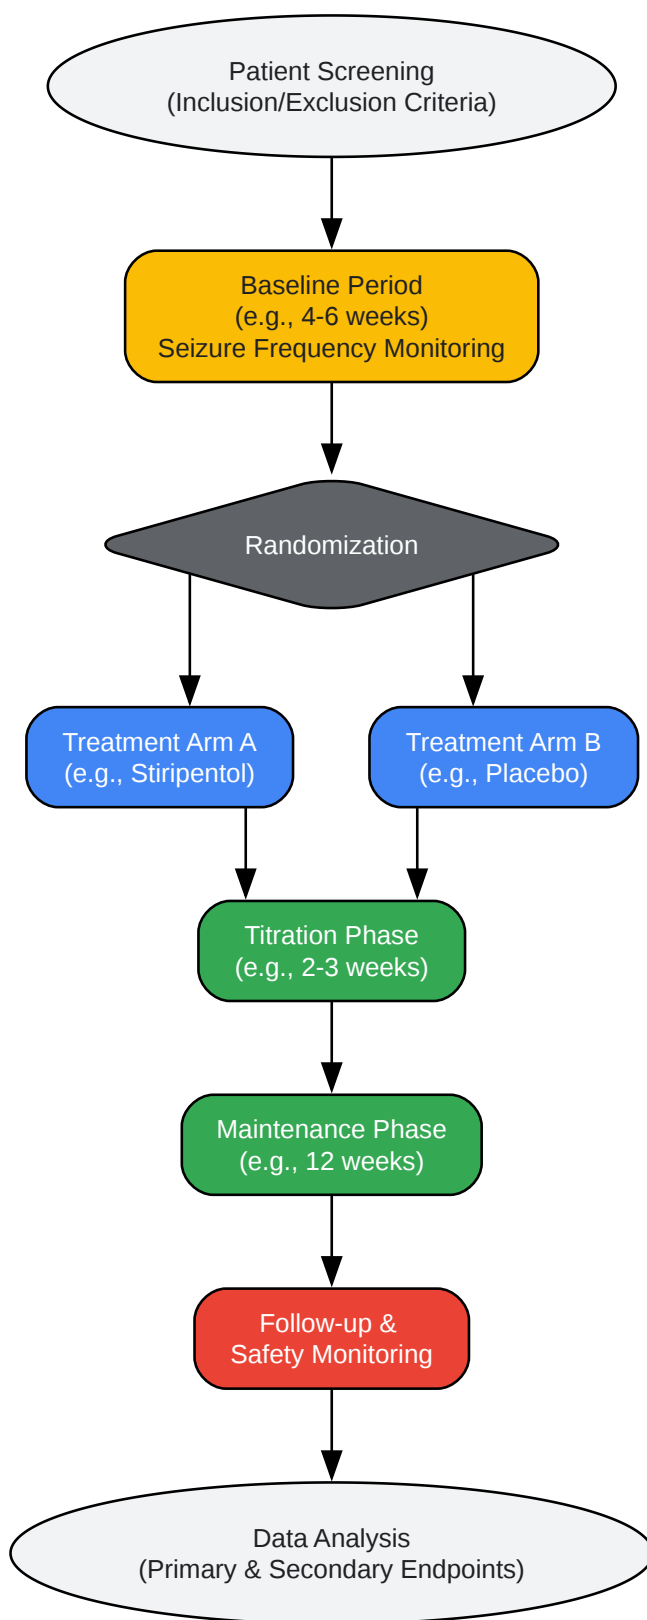 Patient Screening
(Inclusion/Exclusion Criteria)
Baseline Period
(e.g., 4-6 weeks)
Seizure Frequency Monitoring
Randomization
Treatment Arm A
(e.g., Stiripentol)
Treatment Arm B
(e.g., Placebo)
Titration Phase
(e.g., 2-3 weeks)
Maintenance Phase
(e.g., 12 weeks)
Follow-up &
Safety Monitoring
Data Analysis
(Primary & Secondary Endpoints)